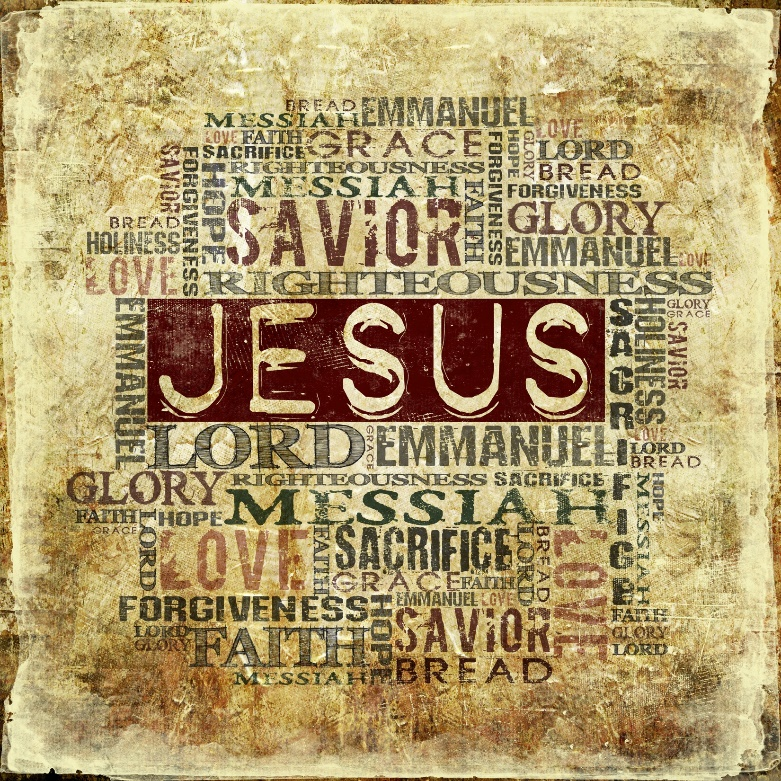 BREAD
MESSIAH EMMANUEL
LOVE FAITH GRACE
LOVE
SACRIFICE
LORD
RIGHTEOUSNESS
BREAD
MESSIAH
FORGIVENESS
SAVIOR
FORGIVENESS
HOPE
FAITH
FORGIVENESS
HOPE
GLORY
SAVIOR
GLORY
BREAD
HOLINESS
EMMANUEL LOVE
LOVE
RIGHTEOUSNESS
EMMANUEL
JESUS
SACRIFICE
HOLINESS
GLORY
GRACE
SAVIOR
LORD
GRACE
EMMANUEL
LOVE
LORD
BREAD
GLORY
RIGHTEOUSNESS SACRIFICE
FAITH
GRACE
HOPE
MESSIAH
HOPE
MESSIAH
LORD
LOVE
FAITH
SACRIFICE
LORD
BREAD
LOVE
GRACE FAITH
FORGIVENESS
HOPE
EMMANUEL LOVE
FAITH
GLORY
LORD
LORD
GLORY
FAITH
SAVIOR
MESSIAH
BREAD